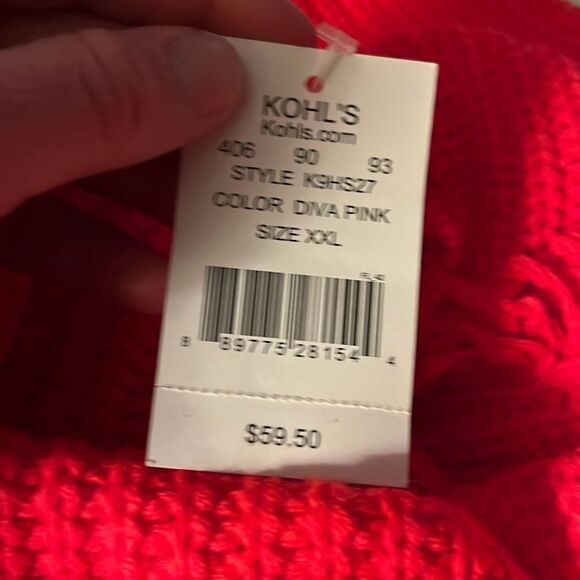 KOHL'S
Kohls.com
406 90 93
STYLE K9HS27
COLOR DIVA PINK
SIZE XXL
8 89775 28154 4
$59.50